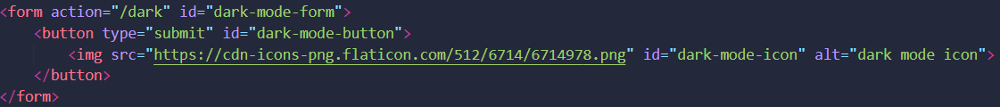 <form action="/dark" id="dark-mode-form">
<button type="submit" id="dark-mode-button">
<img src="https://cdn-icons-png.flaticon.com/512/6714/6714978.png" id="dark-mode-icon" alt="dark mode icon">
</button>
</form>